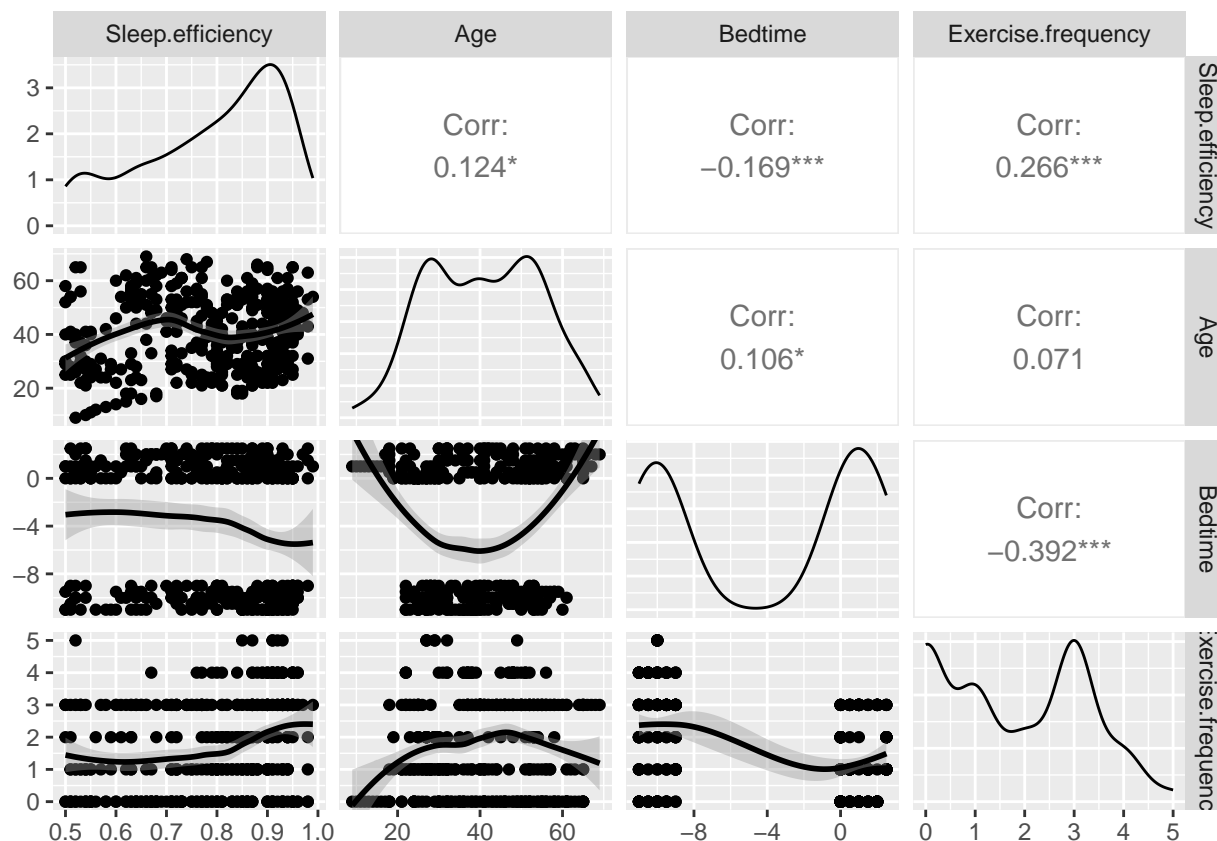 Sleep.efficiency Age Bedtime Exercise.frequency
3
2
1
0
Corr:
0.124*
Corr:
−0.169***
Corr:
0.266***
Sleep.efficiency
60
40
20
Corr:
0.106*
Corr:
0.071
Age
0
−4
−8
Corr:
−0.392***
Bedtime
5
4
3
2
1
0
xercise.frequenc
0.5 0.6 0.7 0.8 0.9 1.0
20 40 60
−8 −4 0
0 1 2 3 4 5